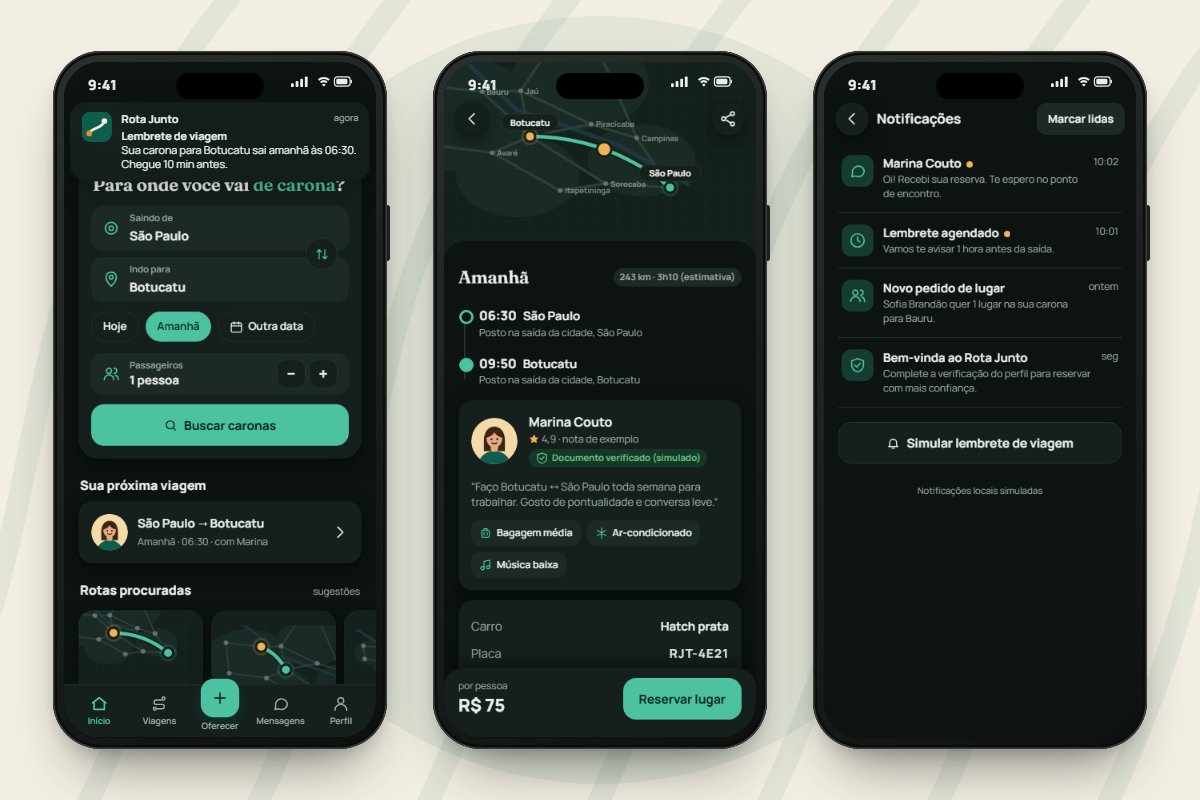 9:41
Rota Junto
agora
Lembrete de viagem
Sua carona para Botucatu sai amanhã às 06:30.
Chegue 10 min antes.
Para onde você vai de carona?
Saindo de
São Paulo
Indo para
Botucatu
Hoje
Amanhã
Outra data
Passageiros
1 pessoa
Buscar caronas
Sua próxima viagem
São Paulo → Botucatu
Amanhã · 06:30 · com Marina
Rotas procuradas
sugestões
Início
Viagens
Oferecer
Mensagens
Perfil
9:41
Bauru
Jaú
Botucatu
Piracicaba
Campinas
Avaré
São Paulo
Sorocaba
Itapetininga
Amanhã
243 km · 3h10 (estimativa)
06:30 São Paulo
Posto na saída da cidade, São Paulo
09:50 Botucatu
Posto na saída da cidade, Botucatu
Marina Couto
4,9 · nota de exemplo
Documento verificado (simulado)
"Faço Botucatu ↔ São Paulo toda semana para
trabalhar. Gosto de pontualidade e conversa leve."
Bagagem média
Ar-condicionado
Música baixa
Carro
Hatch prata
Placa
RJT-4E21
por pessoa
R$ 75
Reservar lugar
9:41
Notificações
Marcar lidas
Marina Couto
10:02
Oi! Recebi sua reserva. Te espero no ponto
de encontro.
Lembrete agendado
10:01
Vamos te avisar 1 hora antes da saída.
Novo pedido de lugar
ontem
Sofia Brandão quer 1 lugar na sua carona
para Bauru.
Bem-vinda ao Rota Junto
seg
Complete a verificação do perfil para reservar
com mais confiança.
Simular lembrete de viagem
Notificações locais simuladas